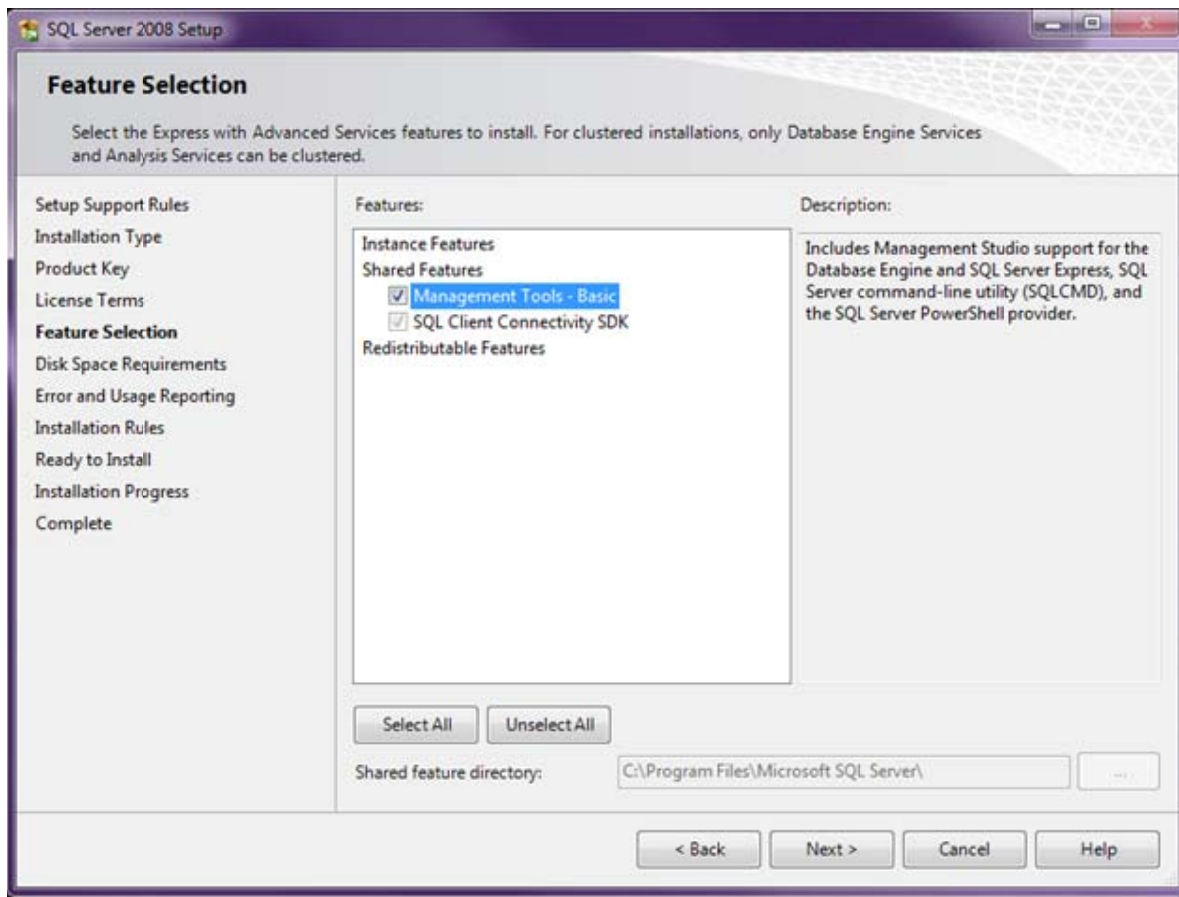 SQL Server 2008 Setup
Feature Selection
Select the Express with Advanced Services features to install. For clustered installations, only Database Engine Services
and Analysis Services can be clustered.
Setup Support Rules
Installation Type
Product Key
License Terms
Feature Selection
Disk Space Requirements
Error and Usage Reporting
Installation Rules
Ready to Install
Installation Progress
Complete
Features:
Instance Features
Shared Features
Management Tools - Basic
SQL Client Connectivity SDK
Redistributable Features
Description:
Includes Management Studio support for the
Database Engine and SQL Server Express, SQL
Server command-line utility (SQLCMD), and
the SQL Server PowerShell provider.
Select All
Unselect All
Shared feature directory:
C:\Program Files\Microsoft SQL Server\
...
< Back
Next >
Cancel
Help